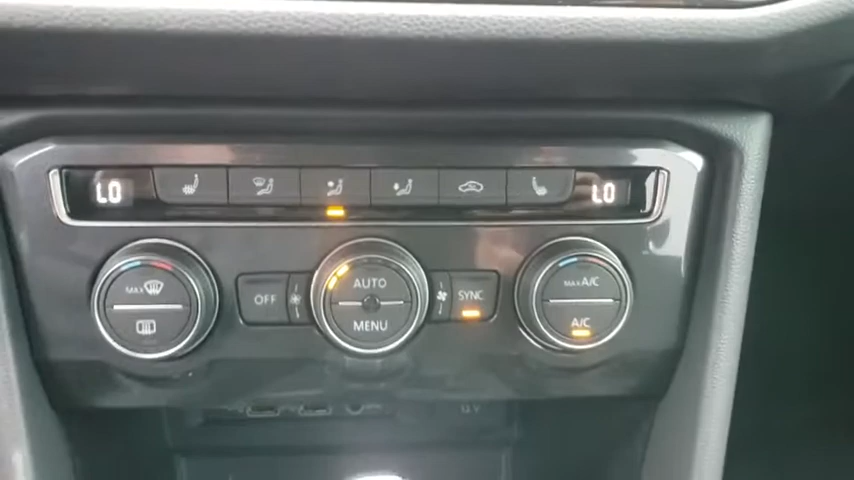 LO
LO
MAX
OFF
AUTO
MENU
SYNC
MAX A/C
A/C